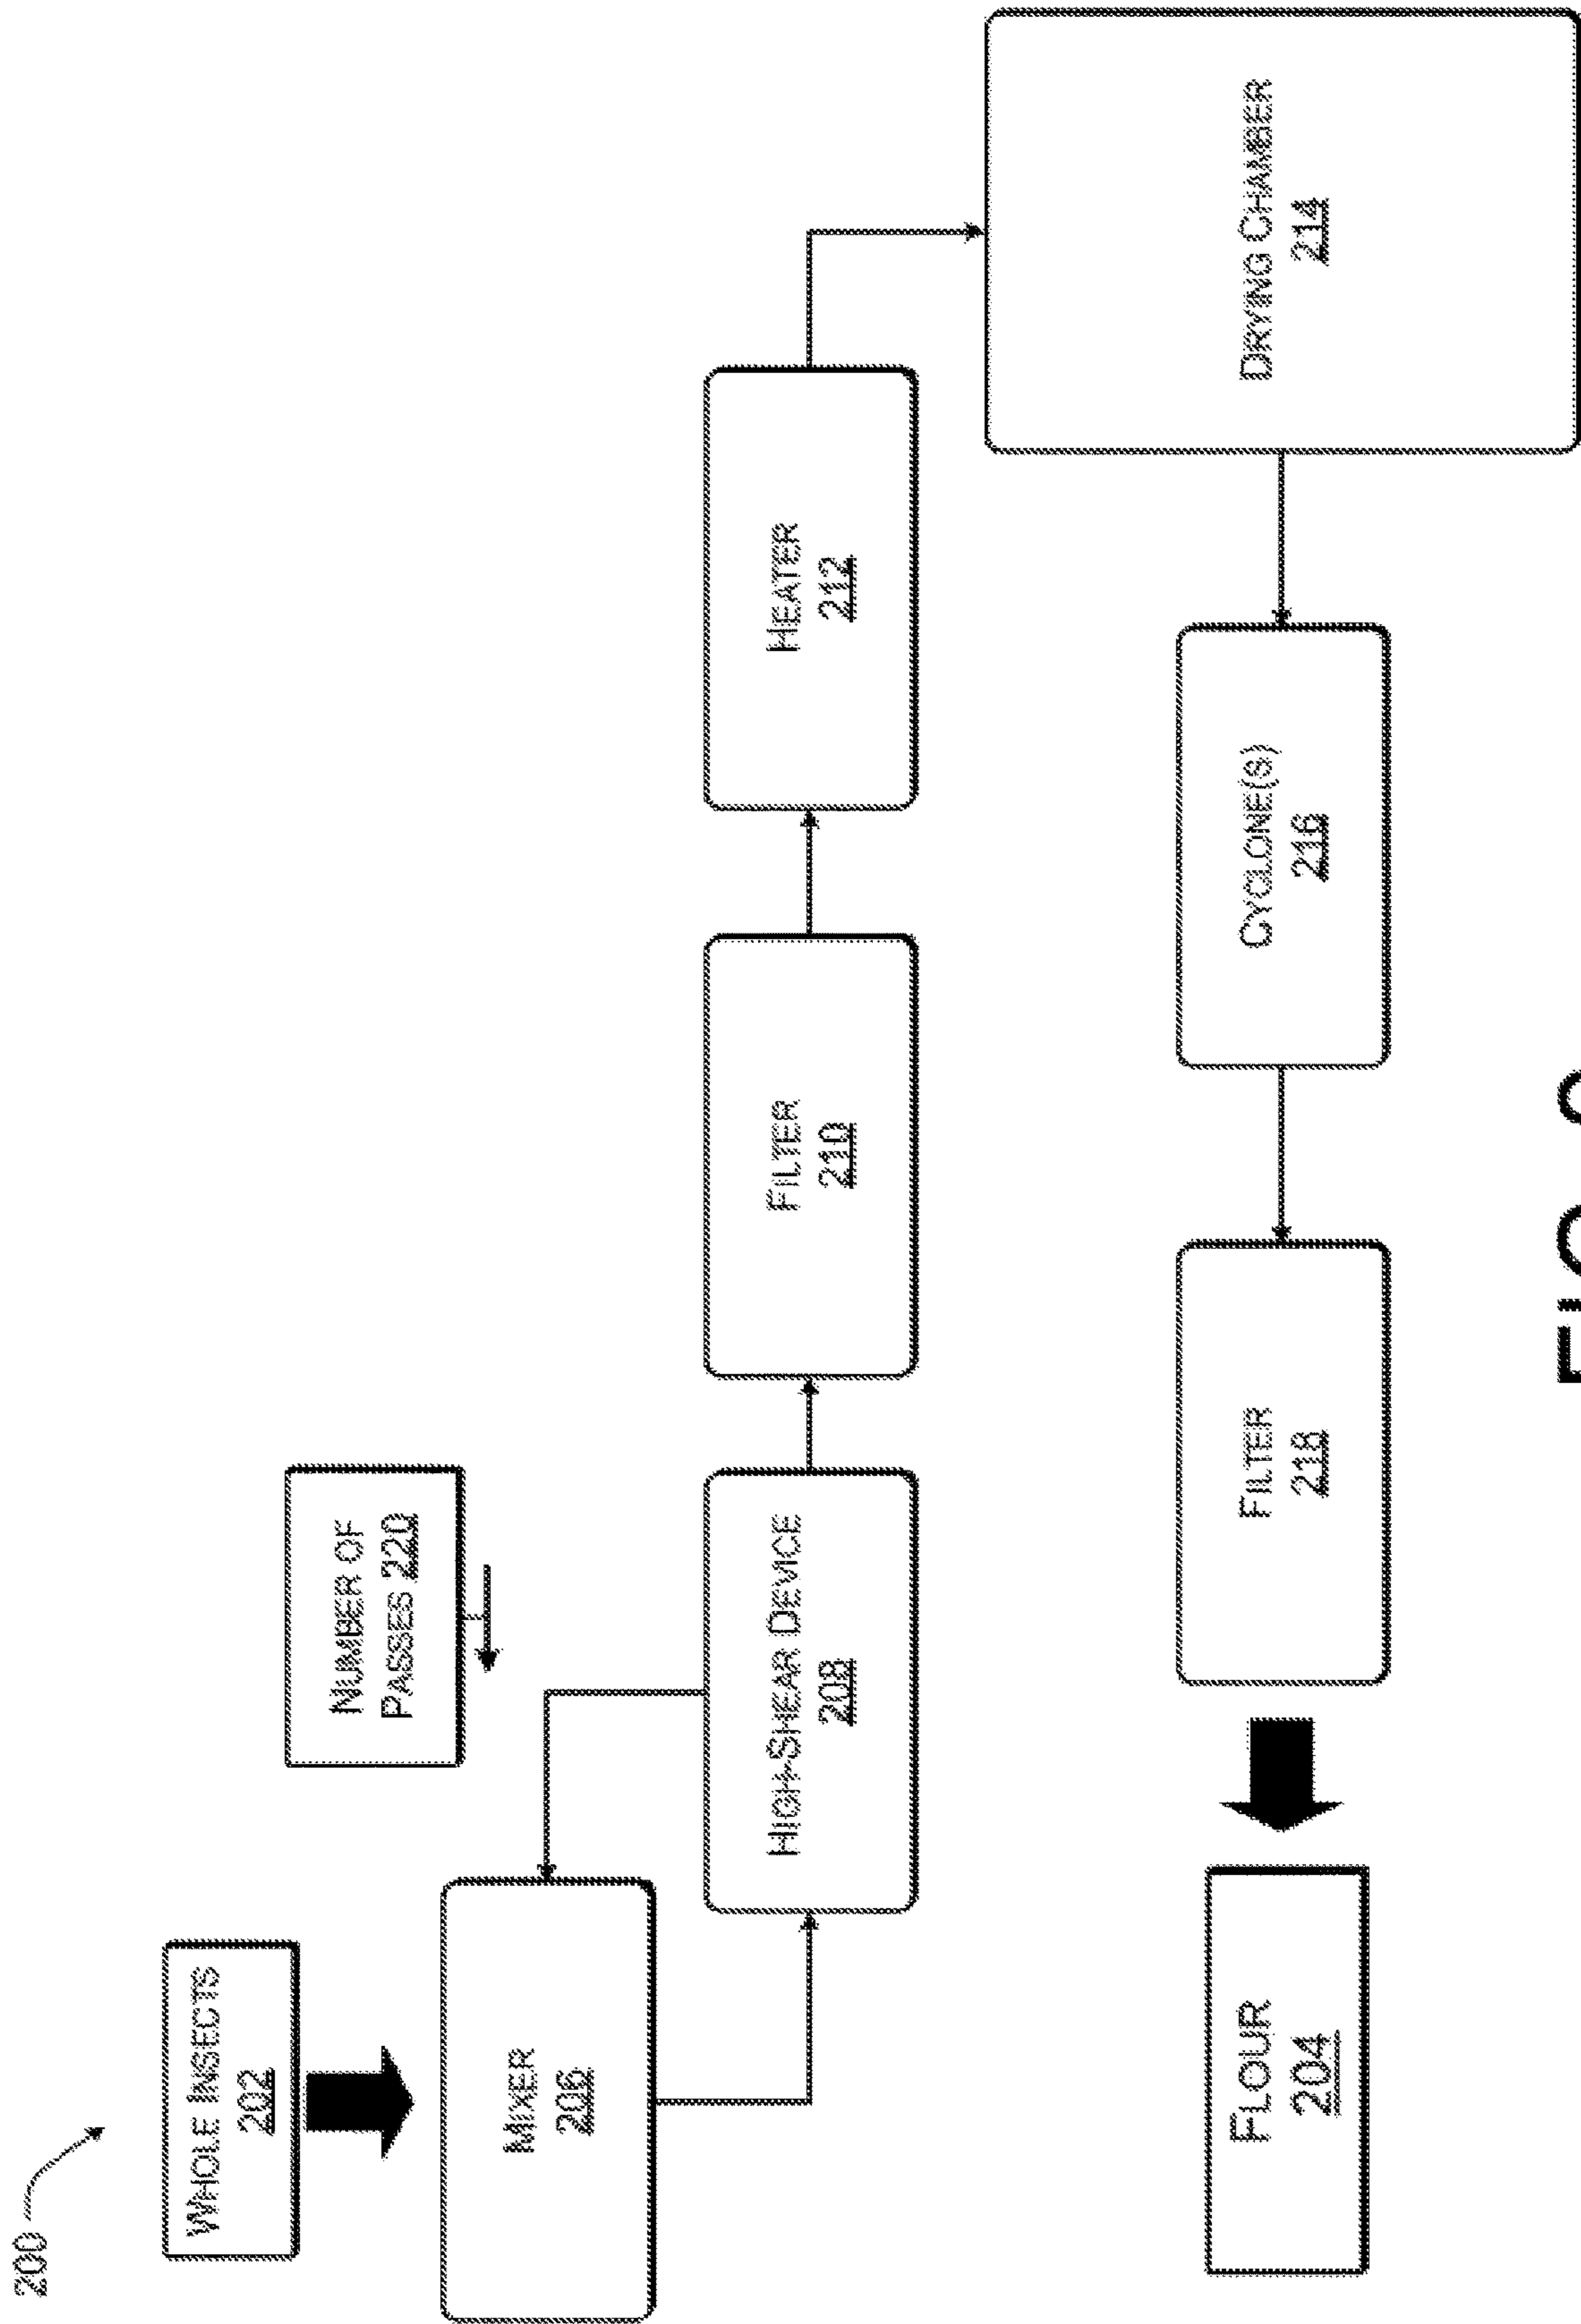 200
WHOLE INSECTS
202
NUMBER OF
PASSES 220
MIXER
206
HIGH-SHEAR DEVICE
208
FILTER
210
HEATER
212
DRYING CHAMBER
214
CYCLONE(S)
216
FILTER
218
FLOUR
204